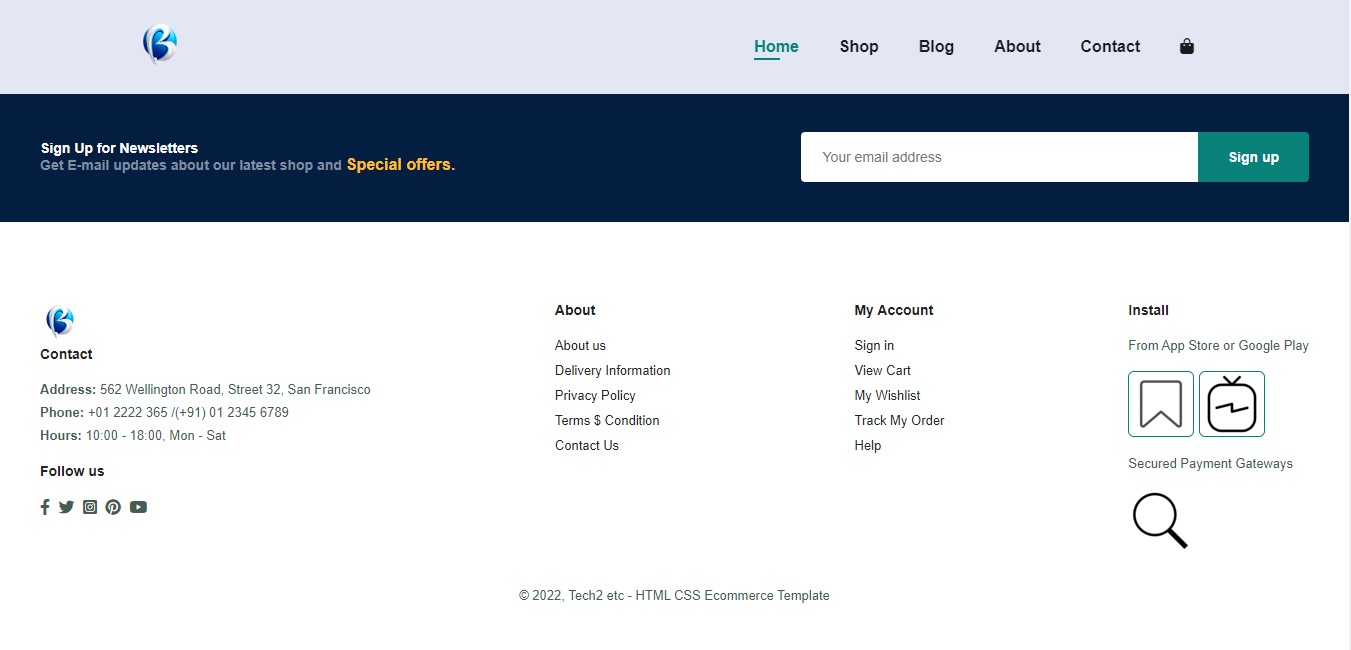 Home Shop Blog About Contact
Sign Up for Newsletters
Get E-mail updates about our latest shop and Special offers.
Your email address
Sign up
Contact
Address: 562 Wellington Road, Street 32, San Francisco
Phone: +01 2222 365 /(+91) 01 2345 6789
Hours: 10:00 - 18:00, Mon - Sat
Follow us
About
About us
Delivery Information
Privacy Policy
Terms $ Condition
Contact Us
My Account
Sign in
View Cart
My Wishlist
Track My Order
Help
Install
From App Store or Google Play
Secured Payment Gateways
© 2022, Tech2 etc - HTML CSS Ecommerce Template